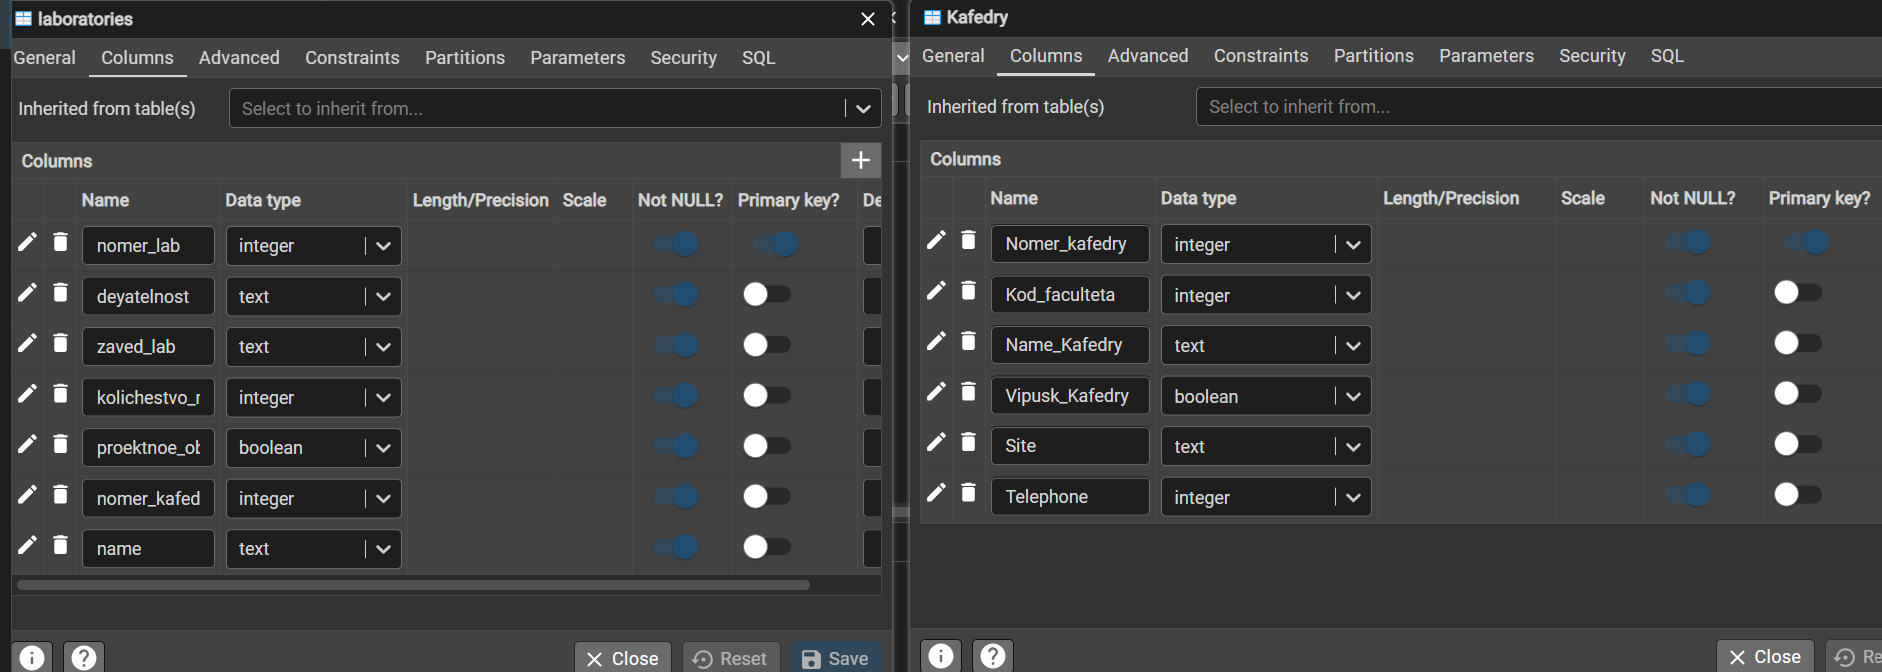 laboratories
General Columns Advanced Constraints Partitions Parameters Security SQL
Inherited from table(s) Select to inherit from...
Columns
Name Data type Length/Precision Scale Not NULL? Primary key? De
nomer_lab integer
deyatelnost text
zaved_lab text
kolichestvo_r integer
proektnoe_ob boolean
nomer_kafed integer
name text
Close Reset Save
Kafedry
General Columns Advanced Constraints Partitions Parameters Security SQL
Inherited from table(s) Select to inherit from...
Columns
Name Data type Length/Precision Scale Not NULL? Primary key?
Nomer_kafedry integer
Kod_faculteta integer
Name_Kafedry text
Vipusk_Kafedry boolean
Site text
Telephone integer
Close Re